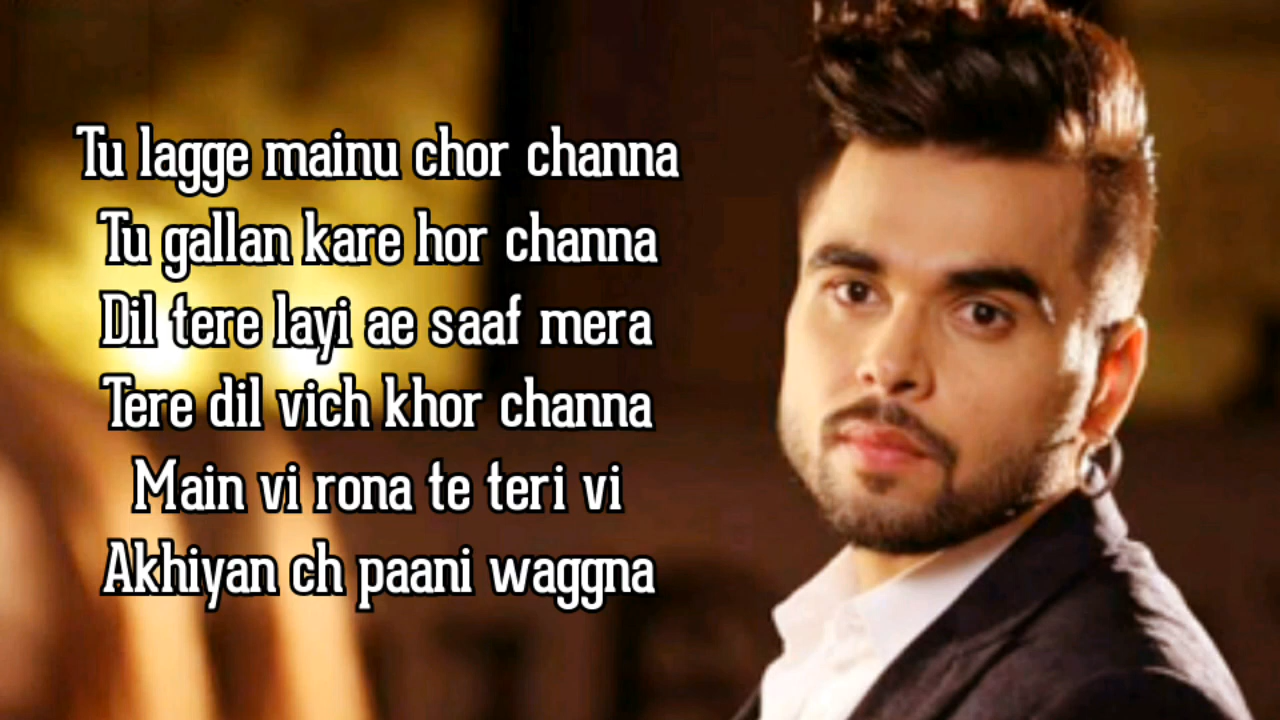 Tu lagge mainu chor channa
Tu gallan kare hor channa
Dil tere layi ae saaf mera
Tere dil vich khor channa
Main vi rona te teri vi
Akhiyan ch paani waggna